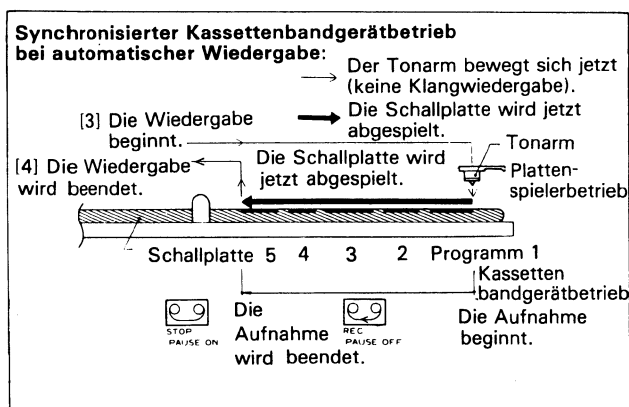 Synchronisierter Kassettenbandgerätbetrieb
bei automatischer Wiedergabe:
Der Tonarm bewegt sich jetzt
(keine Klangwiedergabe).
[3] Die Wiedergabe
beginnt.
Die Schallplatte wird jetzt
abgespielt.
[4] Die Wiedergabe
wird beendet.
Die Schallplatte wird
jetzt abgespielt.
Tonarm
Platten-
spielerbetrieb
Schallplatte 5 4 3 2 Programm 1
Kassetten
bandgerätbetrieb
STOP
PAUSE ON
Die
Aufnahme
wird beendet.
REC
PAUSE OFF
Die Aufnahme
beginnt.